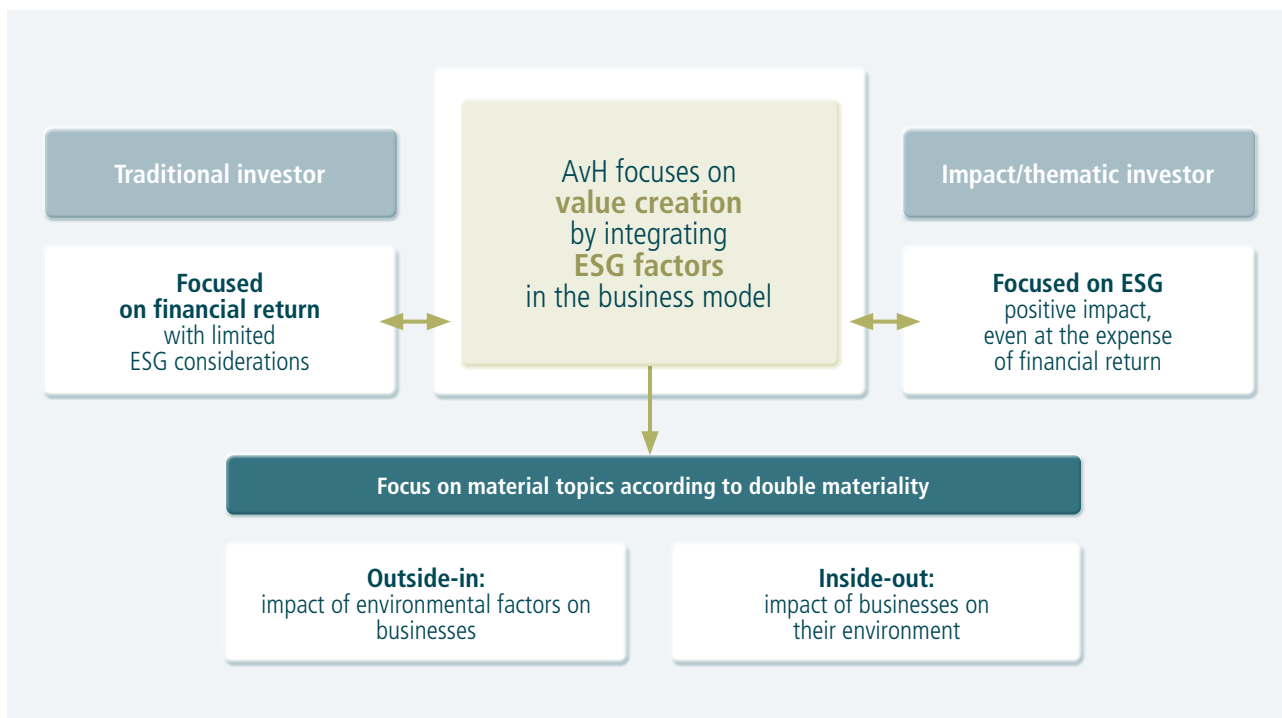 Traditional investor
Focused
on financial return
with limited
ESG considerations
AvH focuses on
value creation
by integrating
ESG factors
in the business model
Impact/thematic investor
Focused on ESG
positive impact,
even at the expense
of financial return
Focus on material topics according to double materiality
Outside-in:
impact of environmental factors on
businesses
Inside-out:
impact of businesses on
their environment